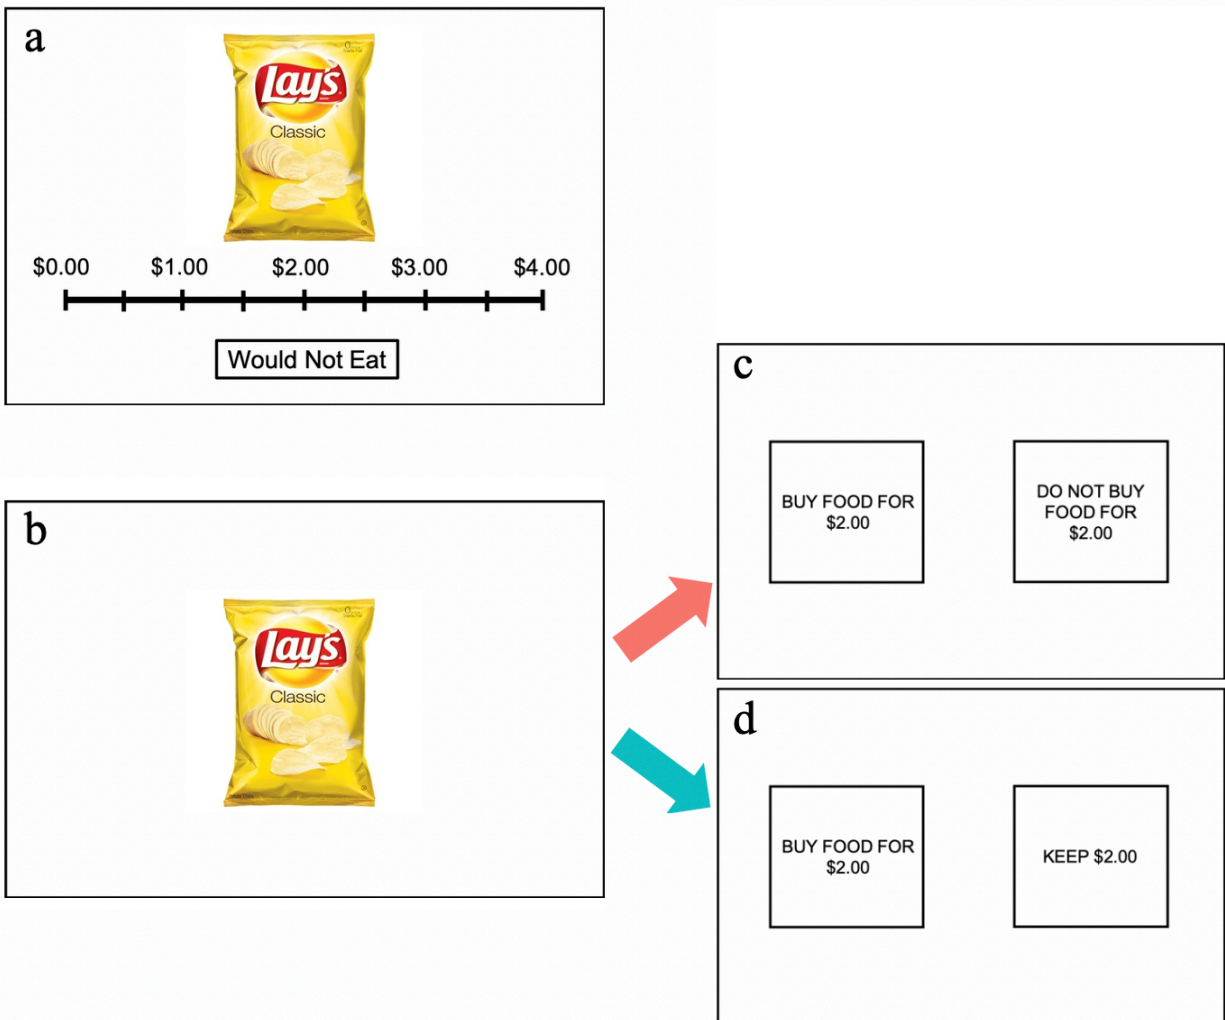 a
Lay's
Classic
$0.00 $1.00 $2.00 $3.00 $4.00
Would Not Eat
b
Lay's
Classic
c
BUY FOOD FOR
$2.00
DO NOT BUY
FOOD FOR
$2.00
d
BUY FOOD FOR
$2.00
KEEP $2.00